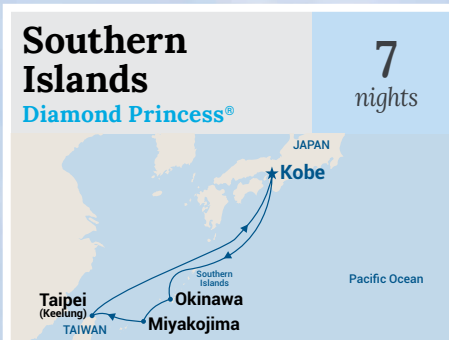 Southern
Islands
Diamond Princess®
7
nights
JAPAN
Kobe
Pacific Ocean
Southern
Islands
Okinawa
Taipei
(Keelung)
TAIWAN
Miyakojima